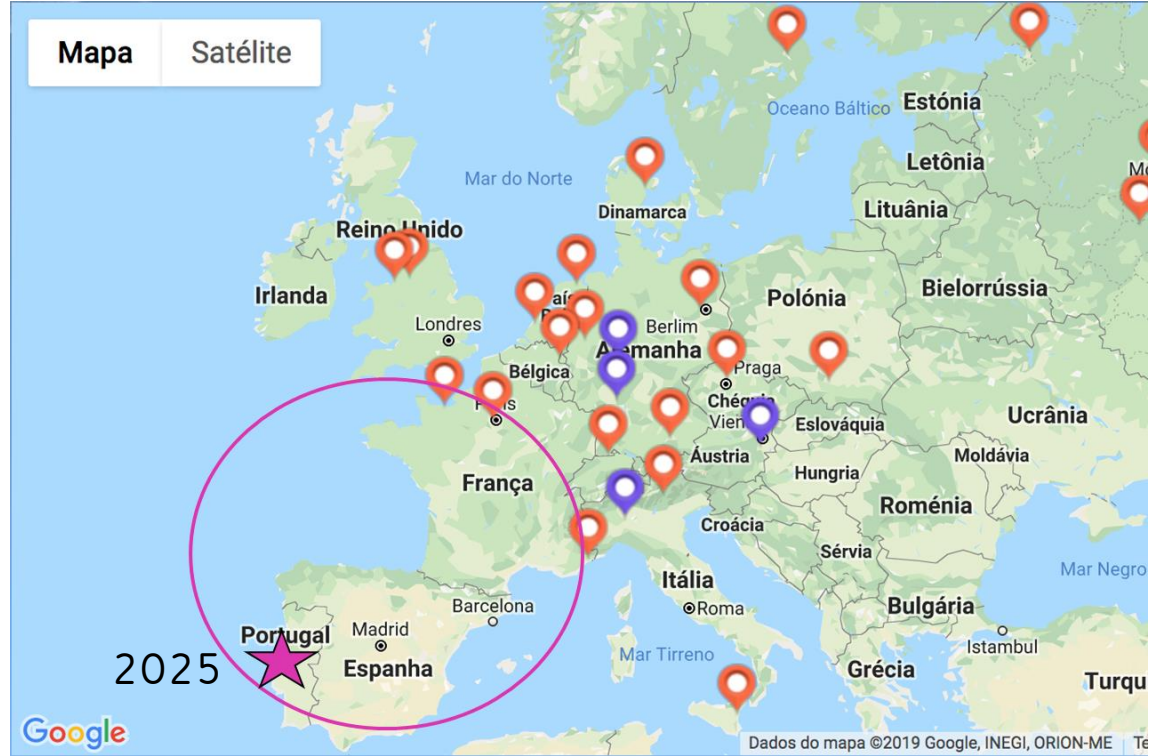 Mapa Satélite
Oceano Báltico
Estónia
Letônia
Mar do Norte
Dinamarca
Lituânia
Reino Unido
Irlanda
Polónia
Bielorrússia
Londres
Berlim
Alemanha
Bélgica
Praga
Chéquia
Ucrânia
Eslováquia
Áustria
Moldávia
França
Hungria
Roménia
Croácia
Sérvia
Mar Negro
Itália
Barcelona
Roma
Bulgária
Portugal
Madrid
Istambul
2025
Espanha
Mar Tirreno
Grécia
Turqu
Google
Dados do mapa ©2019 Google, INEGI, ORION-ME Te